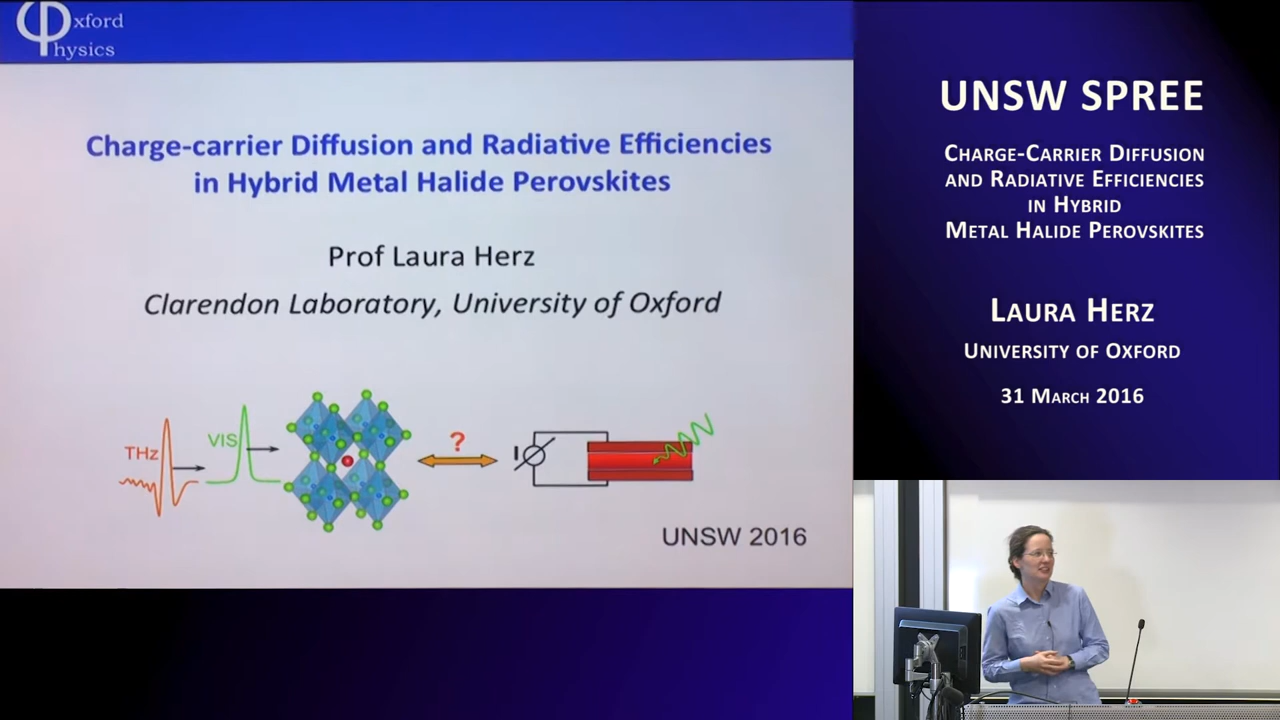 Oxford
Physics
Charge-carrier Diffusion and Radiative Efficiencies
in Hybrid Metal Halide Perovskites
Prof Laura Herz
Clarendon Laboratory, University of Oxford
THz
VIS
?
I
UNSW 2016
UNSW SPREE
CHARGE-CARRIER DIFFUSION
AND RADIATIVE EFFICIENCIES
IN HYBRID
METAL HALIDE PEROVSKITES
LAURA HERZ
UNIVERSITY OF OXFORD
31 MARCH 2016